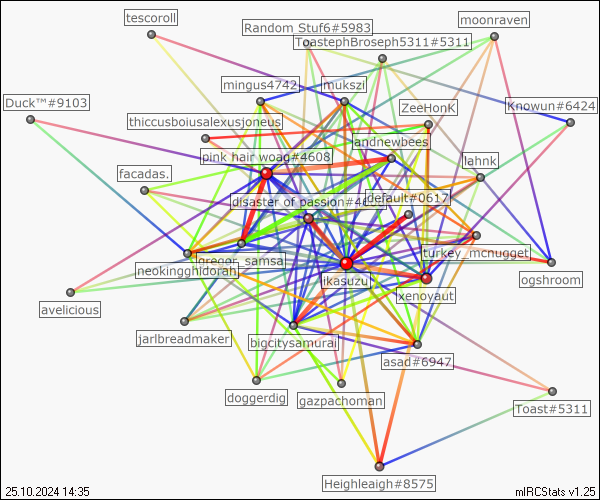 tescoroll
Random_Stuf6#5983
moonraven
ToastephBroseph5311#5311
mingus4742
mukszi
Duck™#9103
ZeeHonK
Knowun#6424
thiccusboiusalexusjoneus
landnewbees
pink hair woag#4608
lahnk
facadas.
default#0617
disaster of passion#4
turkey_mcnugget
gregor_samsa
neokingghidorah
ikasuzu
ogshroom
xenoyaut
avelicious
jarlbreadmaker
bigcitysamurai
asad#6947
doggerdig
gazpachoman
Toast#5311
Heighleaigh#8575
25.10.2024 14:35
mIRCStats v1.25